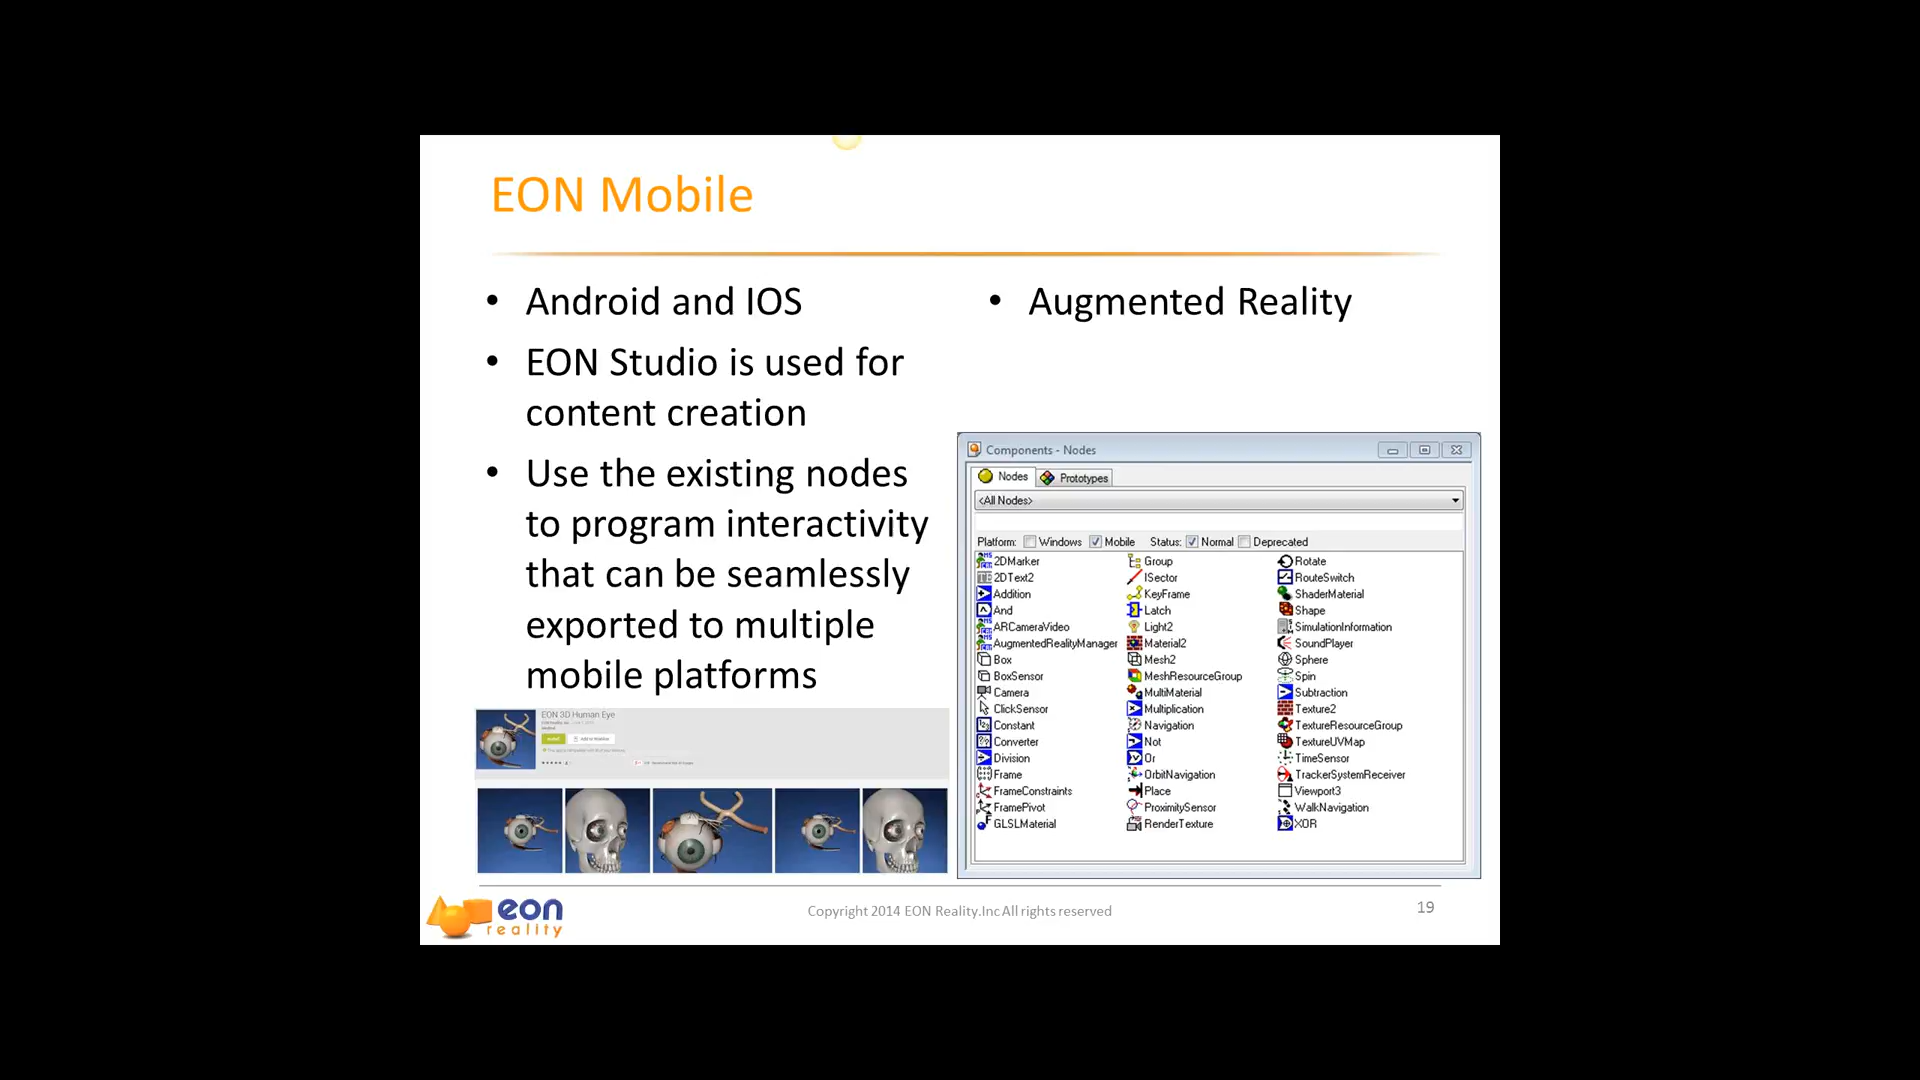 EON Mobile
• Android and IOS
• EON Studio is used for
content creation
• Use the existing nodes
to program interactivity
that can be seamlessly
exported to multiple
mobile platforms
• Augmented Reality
EON 3D Human Eye
Components - Nodes
Nodes Prototypes
<All Nodes>
Platform: Windows Mobile Status: Normal Deprecated
2DMarker
2DText2
Addition
And
ARCameraVideo
AugmentedRealityManager
Box
BoxSensor
Camera
ClickSensor
Constant
Converter
Division
Frame
FrameConstraints
FramePivot
GLSLMaterial
Group
ISector
KeyFrame
Latch
Light2
Material2
Mesh2
MeshResourceGroup
MultiMaterial
Multiplication
Navigation
Not
Or
OrbitNavigation
Place
ProximitySensor
RenderTexture
Rotate
RouteSwitch
ShaderMaterial
Shape
SimulationInformation
SoundPlayer
Sphere
Spin
Subtraction
Texture2
TextureResourceGroup
TextureUVMap
TimeSensor
TrackerSystemReceiver
Viewport3
WalkNavigation
XOR
eon
reality
Copyright 2014 EON Reality.Inc All rights reserved
19